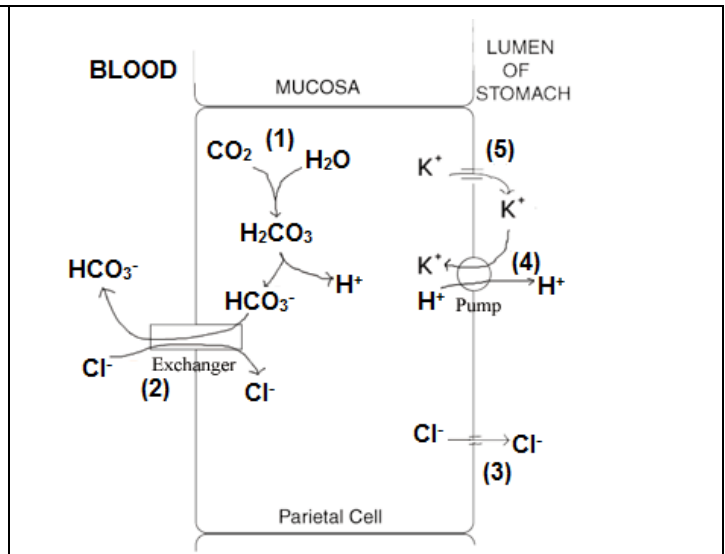 BLOOD
MUCOSA
LUMEN
OF
STOMACH
CO2 (1) H2O
H2CO3
HCO3- H+
HCO3-
Cl- Exchanger
(2) Cl-
K+ (5)
K+
K+ (4)
H+ Pump H+
Cl- Cl-
(3)
Parietal Cell